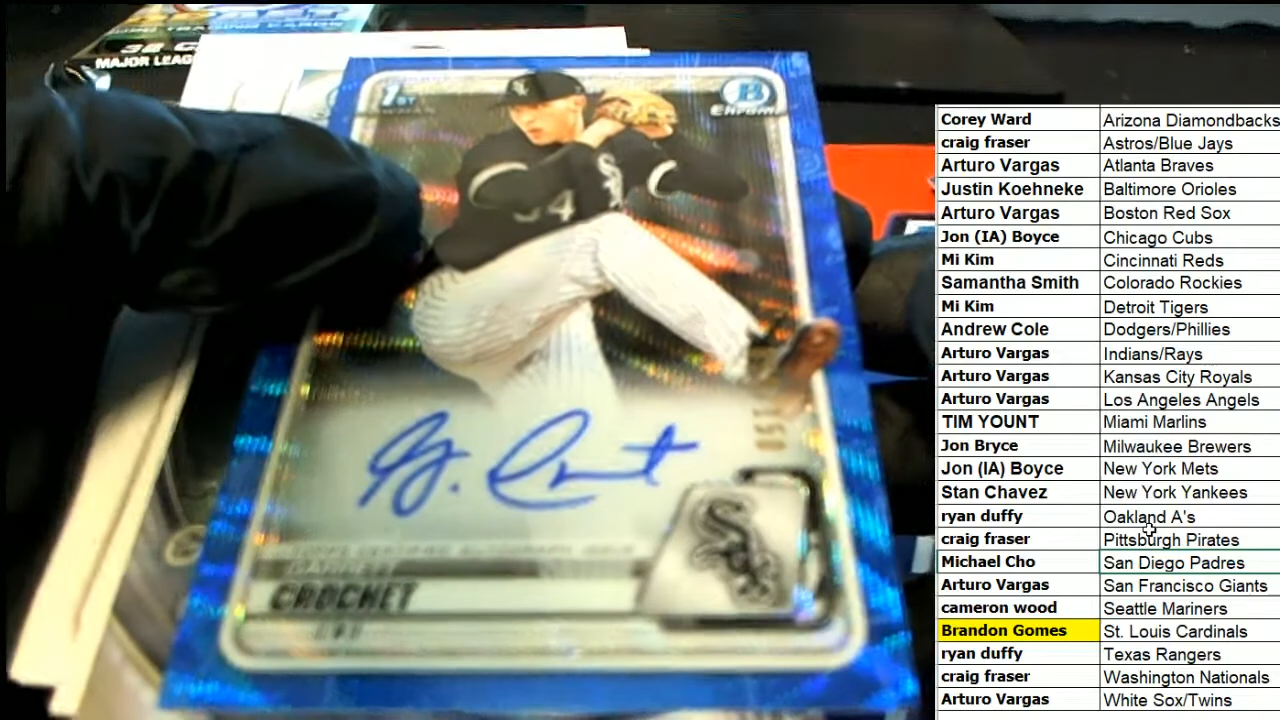 MAJOR LEAG
1ST
B
Chrome
Sox
34
/150
CROCHET
Sox
Corey Ward Arizona Diamondbacks
craig fraser Astros/Blue Jays
Arturo Vargas Atlanta Braves
Justin Koehneke Baltimore Orioles
Arturo Vargas Boston Red Sox
Jon (IA) Boyce Chicago Cubs
Mi Kim Cincinnati Reds
Samantha Smith Colorado Rockies
Mi Kim Detroit Tigers
Andrew Cole Dodgers/Phillies
Arturo Vargas Indians/Rays
Arturo Vargas Kansas City Royals
Arturo Vargas Los Angeles Angels
TIM YOUNT Miami Marlins
Jon Bryce Milwaukee Brewers
Jon (IA) Boyce New York Mets
Stan Chavez New York Yankees
ryan duffy Oakland A's
craig fraser Pittsburgh Pirates
Michael Cho San Diego Padres
Arturo Vargas San Francisco Giants
cameron wood Seattle Mariners
Brandon Gomes St. Louis Cardinals
ryan duffy Texas Rangers
craig fraser Washington Nationals
Arturo Vargas White Sox/Twins